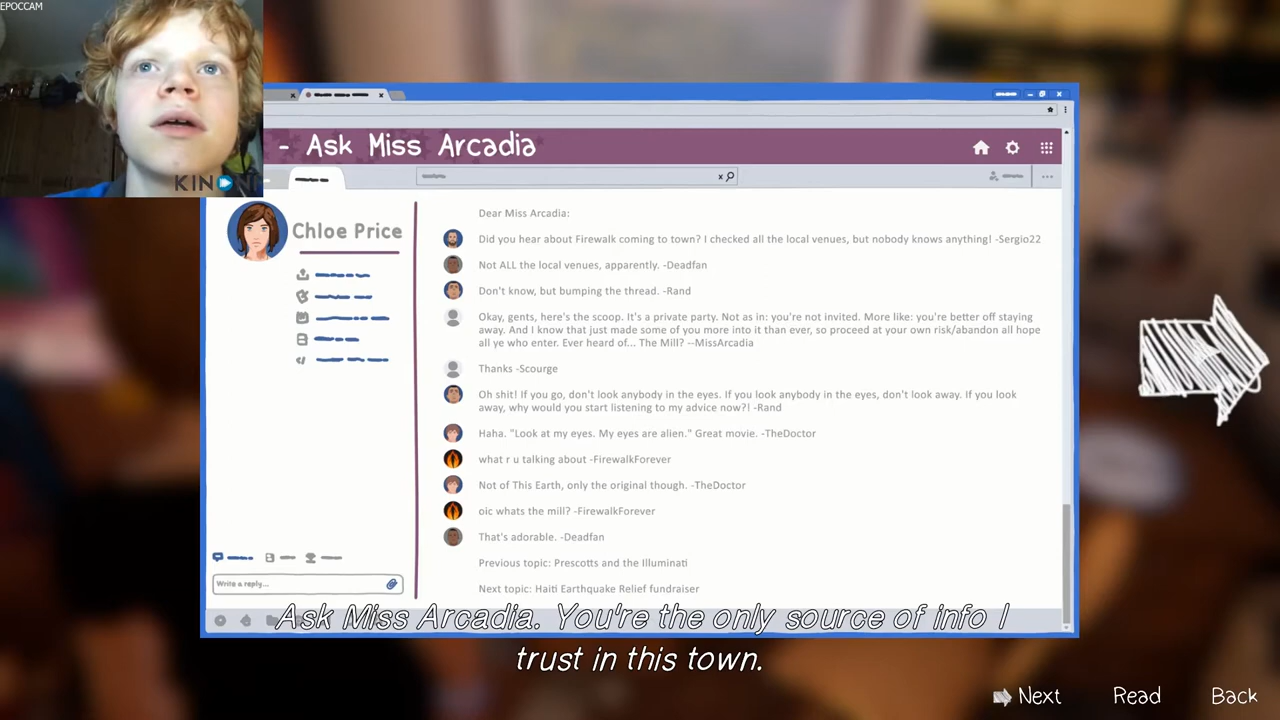 EPOCCAM
KINONI
- Ask Miss Arcadia
Chloe Price
Dear Miss Arcadia:
Did you hear about Firewalk coming to town? I checked all the local venues, but nobody knows anything! -Sergio22
Not ALL the local venues, apparently. -Deadfan
Don't know, but bumping the thread. -Rand
Okay, gents, here's the scoop. It's a private party. Not as in: you're not invited. More like: you're better off staying
away. And I know that just made some of you more into it than ever, so proceed at your own risk/abandon all hope
all ye who enter. Ever heard of... The Mill? --MissArcadia
Thanks -Scourge
Oh shit! If you go, don't look anybody in the eyes. If you look anybody in the eyes, don't look away. If you look
away, why would you start listening to my advice now?! -Rand
Haha. "Look at my eyes. My eyes are alien." Great movie. -TheDoctor
what r u talking about -FirewalkForever
Not of This Earth, only the original though. -TheDoctor
oic whats the mill? -FirewalkForever
That's adorable. -Deadfan
Previous topic: Prescotts and the Illuminati
Next topic: Haiti Earthquake Relief fundraiser
Write a reply...
Ask Miss Arcadia. You're the only source of info I
trust in this town.
Next
Read
Back